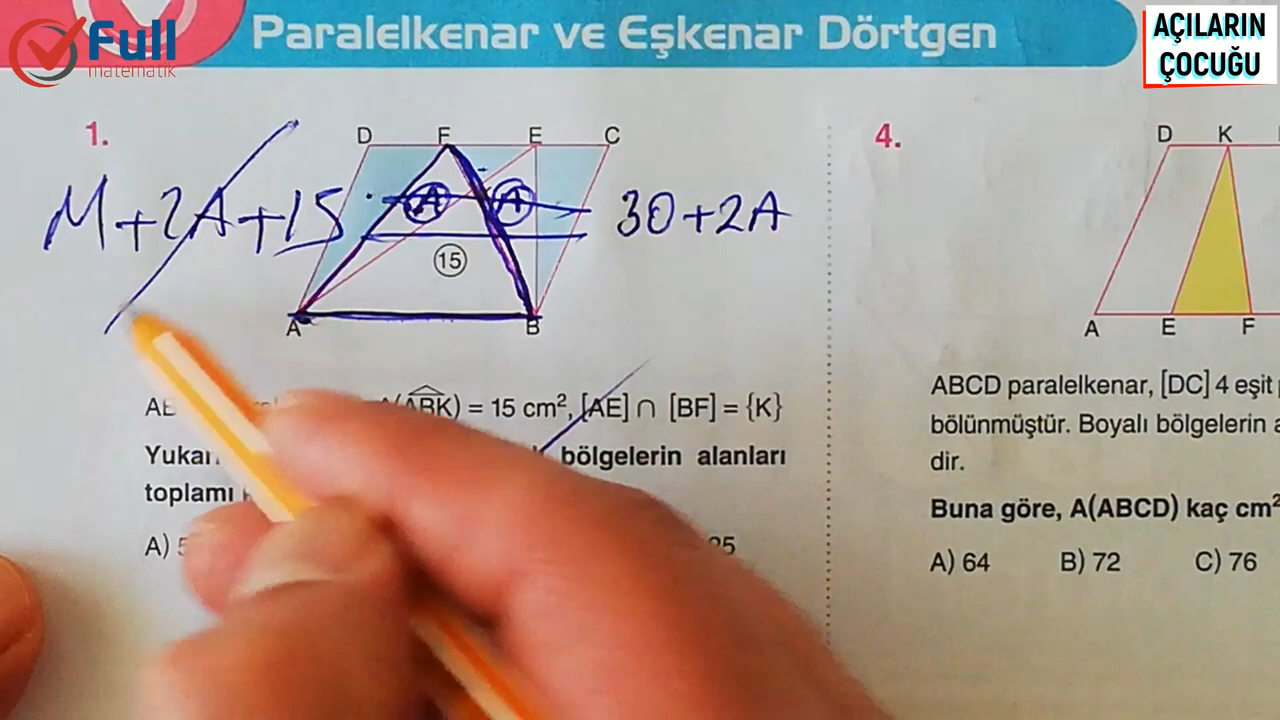 Full
matematik
Paralelkenar ve Eşkenar Dörtgen
AÇILARIN
ÇOCUĞU
1.
D F E C
M+2A+15
A A
30+2A
15
A B
(ABK) = 15 cm², [AE] ∩ [BF] = {K}
bölgelerin alanları
toplamı
A)
4.
D K
A E F
ABCD paralelkenar, [DC] 4 eşit
bölünmüştür. Boyalı bölgelerin
dir.
Buna göre, A(ABCD) kaç cm²
A) 64 B) 72 C) 76